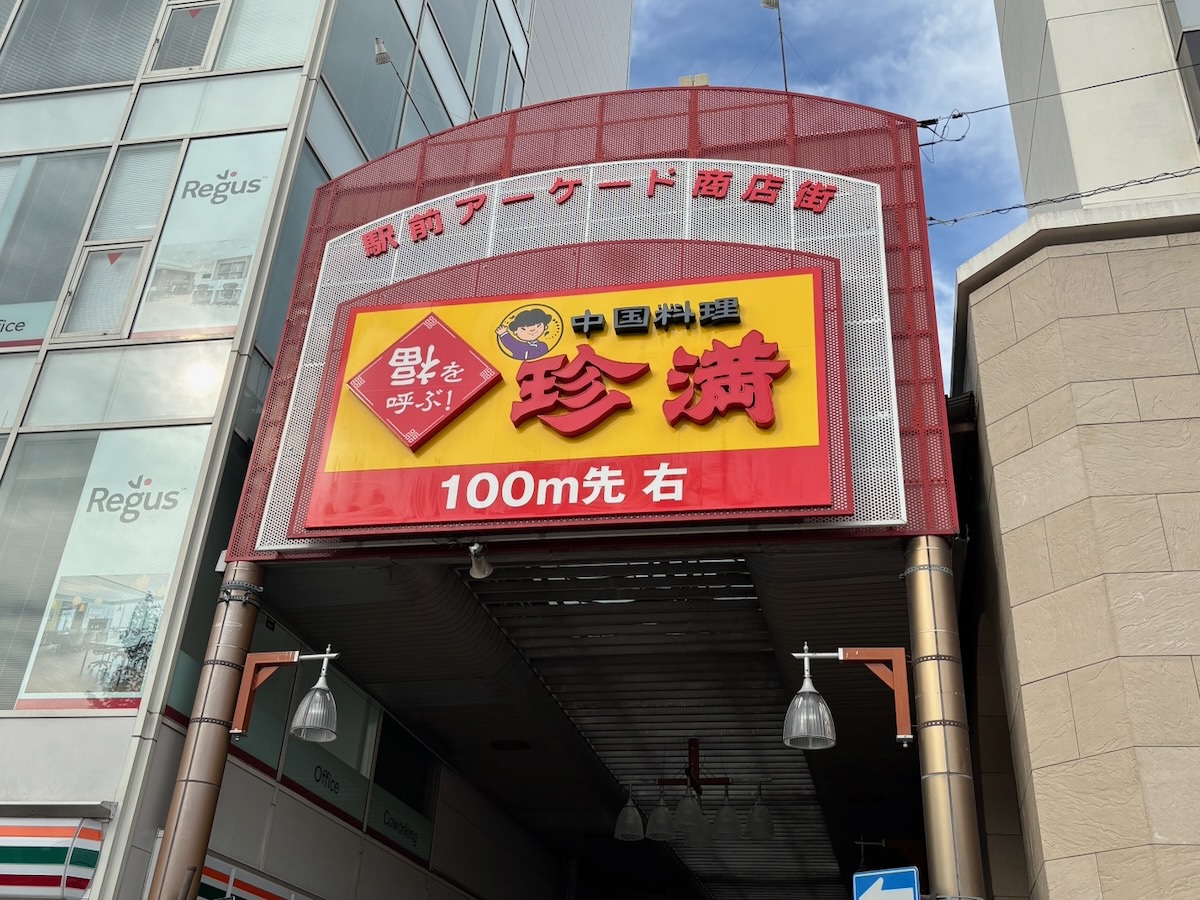 駅前アーケード商店街
中国料理
珍満
福を
呼ぶ!
100m先 右
Regus
Regus
ffice
Office
Coworking